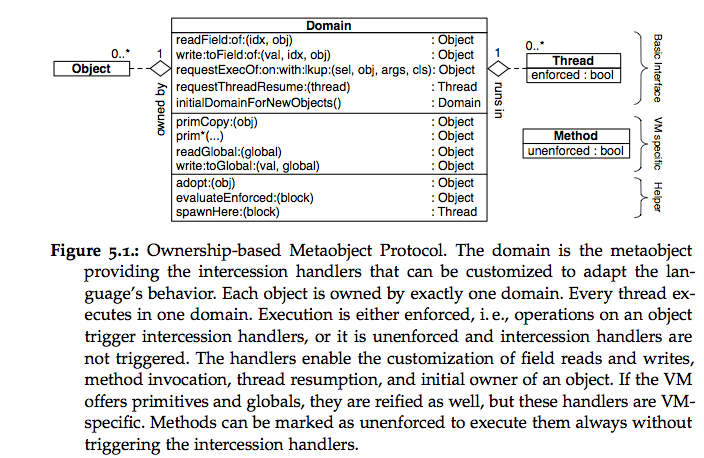 Domain
readField:of:(idx, obj) : Object
write:toField:of:(val, idx, obj) : Object
requestExecOf:on:with:lkup:(sel, obj, args, cls): Object
requestThreadResume:(thread) : Thread
initialDomainForNewObjects() : Domain
primCopy:(obj) : Object
prim*(...) : Object
readGlobal:(global) : Object
write:toGlobal:(val, global) : Object
adopt:(obj) : Object
evaluateEnforced:(block) : Object
spawnHere:(block) : Thread
0..* 1
Object
owned by
1 0..*
runs in
Thread
enforced : bool
Method
unenforced : bool
Basic Interface
VM specific
Helper
Figure 5.1.: Ownership-based Metaobject Protocol. The domain is the metaobject
providing the intercession handlers that can be customized to adapt the lan-
guage's behavior. Each object is owned by exactly one domain. Every thread ex-
ecutes in one domain. Execution is either enforced, i. e., operations on an object
trigger intercession handlers, or it is unenforced and intercession handlers are
not triggered. The handlers enable the customization of field reads and writes,
method invocation, thread resumption, and initial owner of an object. If the VM
offers primitives and globals, they are reified as well, but these handlers are VM-
specific. Methods can be marked as unenforced to execute them always without
triggering the intercession handlers.